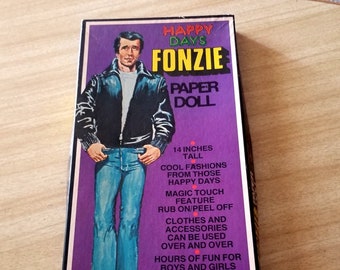 HAPPY
DAYS
FONZIE
PAPER
DOLL
14 INCHES
TALL
COOL FASHIONS
FROM THOSE
HAPPY DAYS
MAGIC TOUCH
FEATURE
RUB ON/PEEL OFF
CLOTHES AND
ACCESSORIES
CAN BE USED
OVER AND OVER
HOURS OF FUN FOR
BOYS AND GIRLS